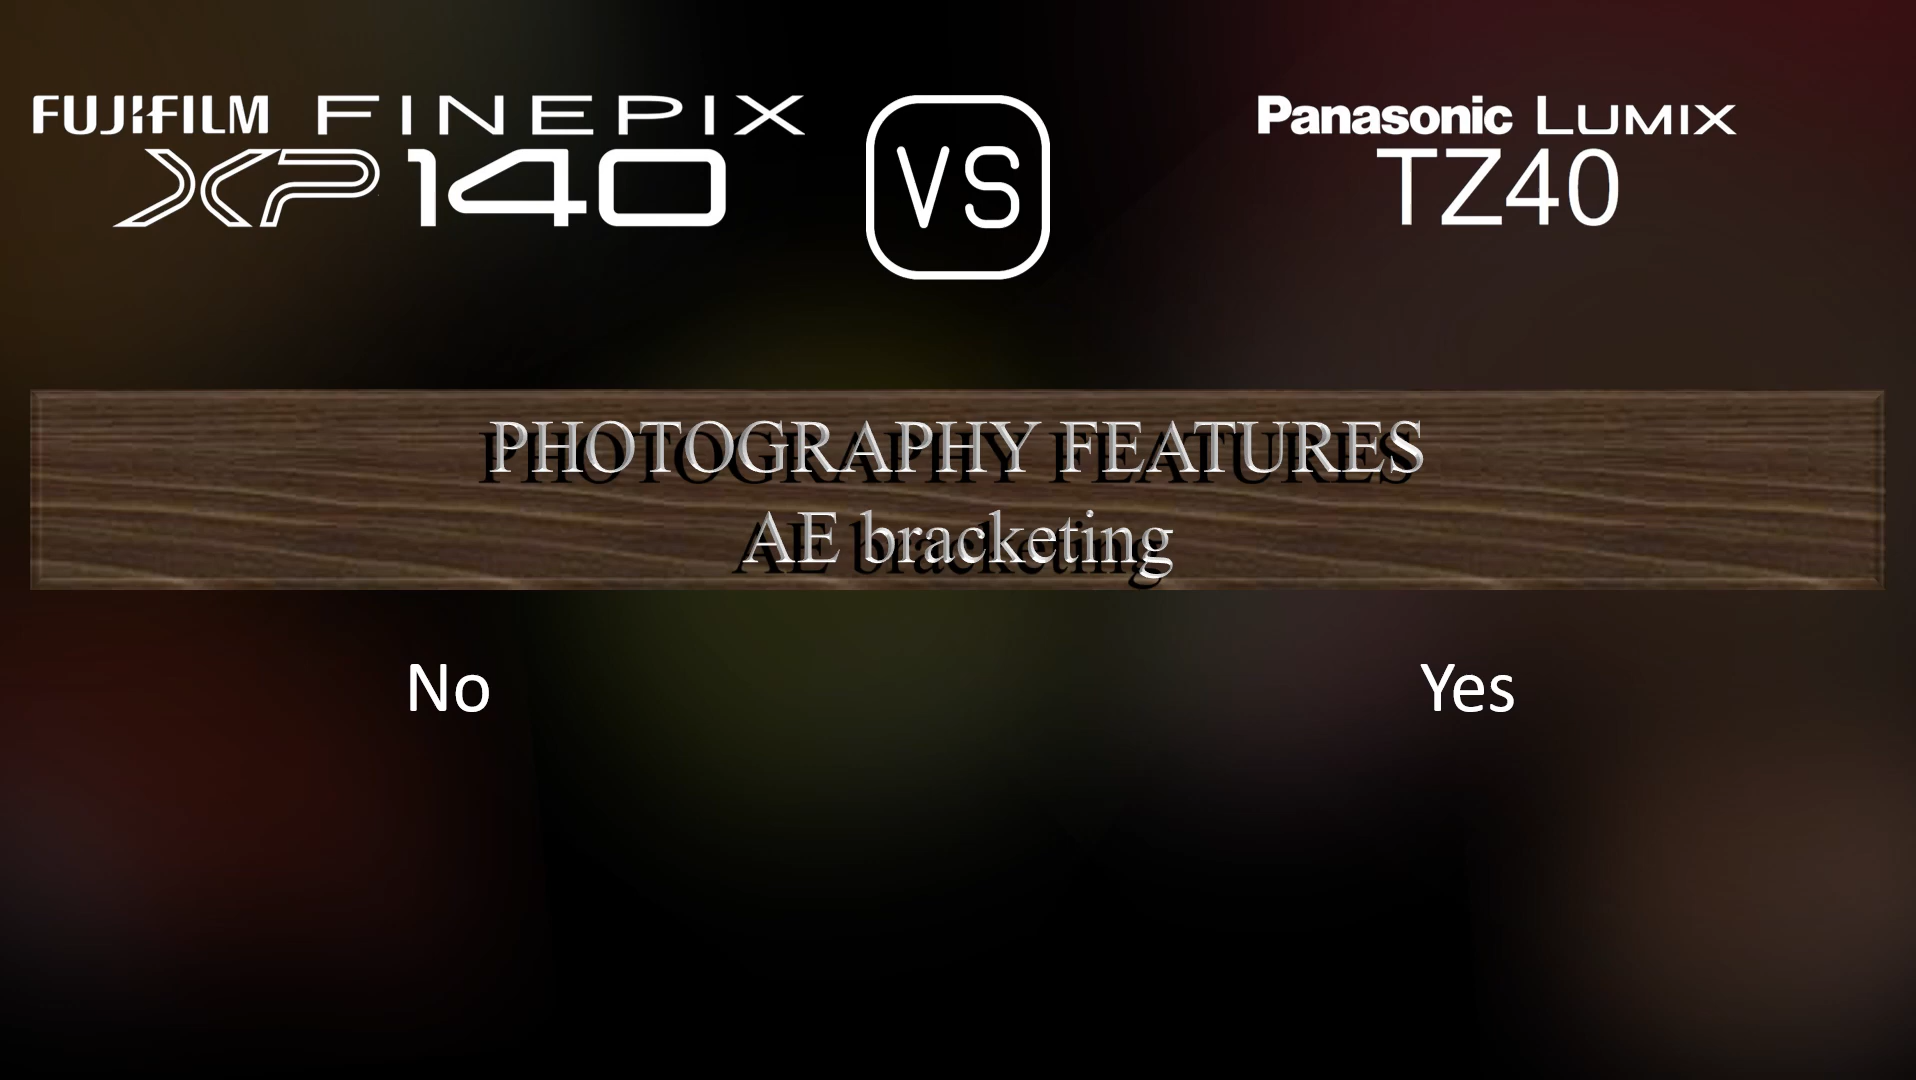 FUJIFILM FINEPIX
XP140
VS
Panasonic LUMIX
TZ40
PHOTOGRAPHY FEATURES
AE bracketing
No
Yes